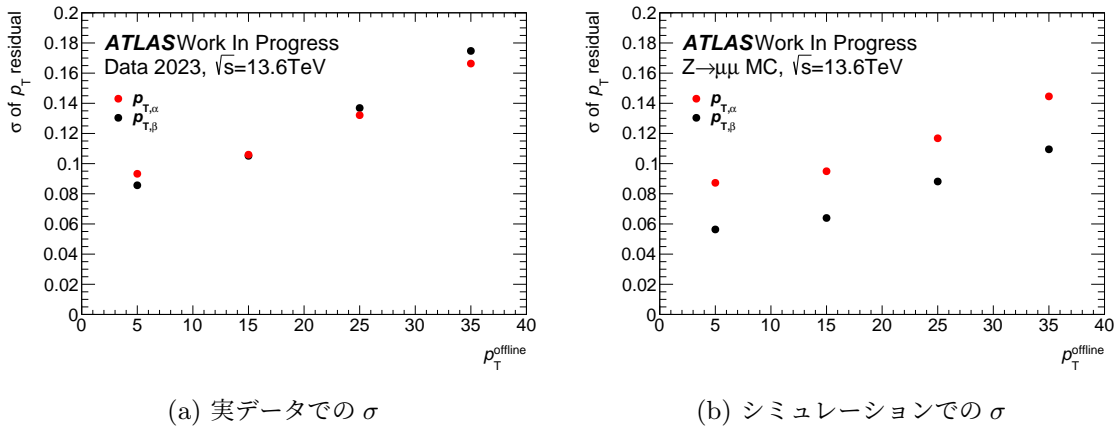 σ of p_T residual
0.2
0.18
0.16
0.14
0.12
0.1
0.08
0.06
0.04
0.02
0
ATLAS Work In Progress
Data 2023, √s=13.6TeV
p_T,α
p_T,β
0 5 10 15 20 25 30 35 40
p_T^offline
(a) 実データでの σ
σ of p_T residual
0.2
0.18
0.16
0.14
0.12
0.1
0.08
0.06
0.04
0.02
0
ATLAS Work In Progress
Z→μμ MC, √s=13.6TeV
p_T,α
p_T,β
0 5 10 15 20 25 30 35 40
p_T^offline
(b) シミュレーションでの σ